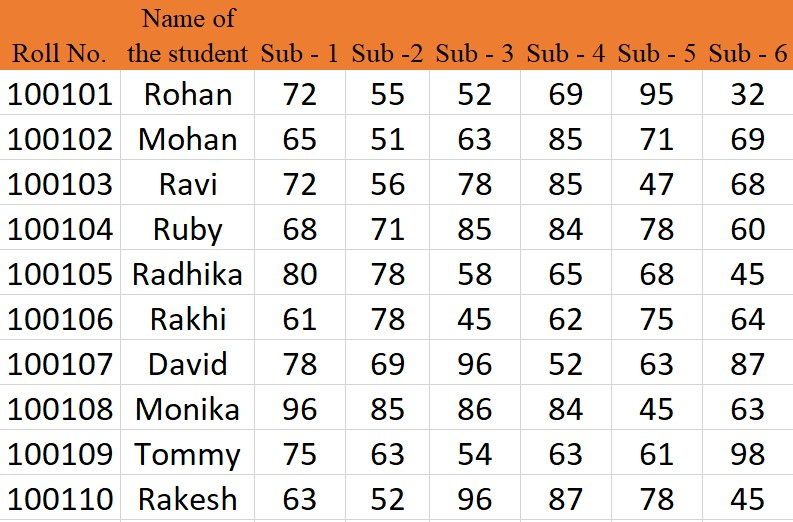 Name of
Roll No. the student Sub - 1 Sub -2 Sub - 3 Sub - 4 Sub - 5 Sub - 6
100101 Rohan 72 55 52 69 95 32
100102 Mohan 65 51 63 85 71 69
100103 Ravi 72 56 78 85 47 68
100104 Ruby 68 71 85 84 78 60
100105 Radhika 80 78 58 65 68 45
100106 Rakhi 61 78 45 62 75 64
100107 David 78 69 96 52 63 87
100108 Monika 96 85 86 84 45 63
100109 Tommy 75 63 54 63 61 98
100110 Rakesh 63 52 96 87 78 45